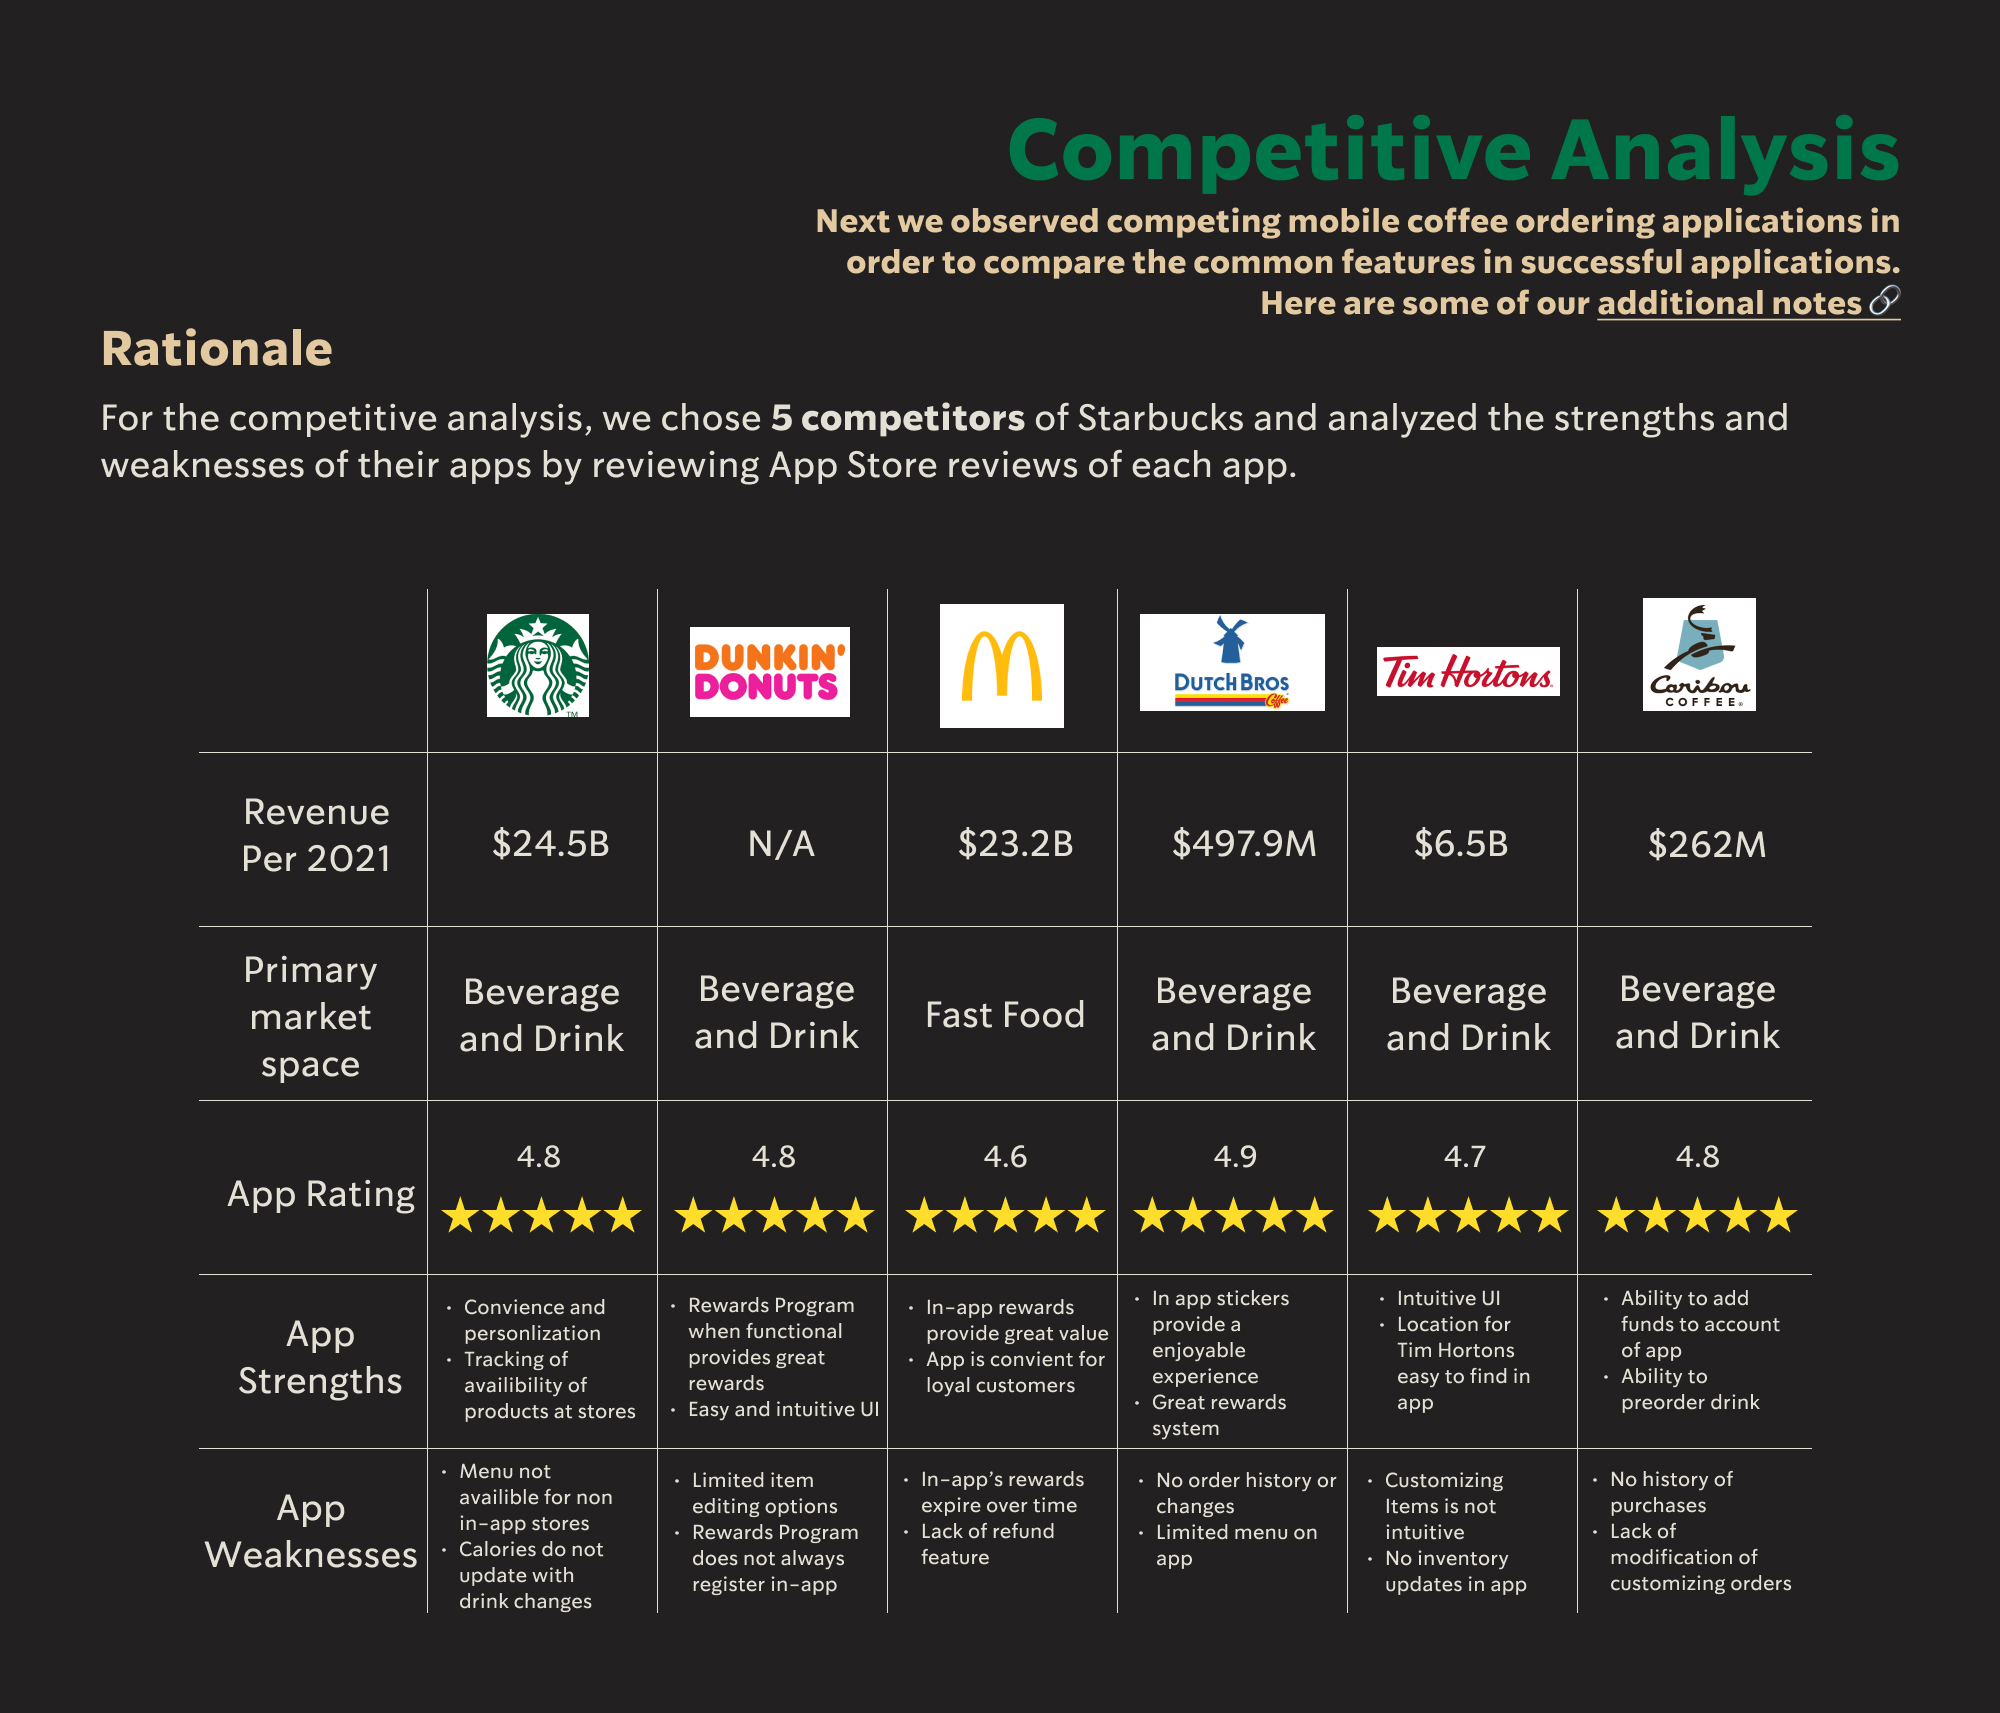 Competitive Analysis
Next we observed competing mobile coffee ordering applications in
order to compare the common features in successful applications.
Here are some of our additional notes
Rationale
For the competitive analysis, we chose 5 competitors of Starbucks and analyzed the strengths and
weaknesses of their apps by reviewing App Store reviews of each app.
TM
DUNKIN'
DONUTS
DUTCH BROS
Coffee
Tim Hortons
Caribou
COFFEE®
Revenue
Per 2021
$24.5B
N/A
$23.2B
$497.9M
$6.5B
$262M
Primary
market
space
Beverage
and Drink
Beverage
and Drink
Fast Food
Beverage
and Drink
Beverage
and Drink
Beverage
and Drink
App Rating
4.8
4.8
4.6
4.9
4.7
4.8
App
Strengths
• Convience and
personlization
• Tracking of
availibility of
products at stores
• Rewards Program
when functional
provides great
rewards
• Easy and intuitive UI
• In-app rewards
provide great value
• App is convient for
loyal customers
• In app stickers
provide a
enjoyable
experience
• Great rewards
system
• Intuitive UI
• Location for
Tim Hortons
easy to find in
app
• Ability to add
funds to account
of app
• Ability to
preorder drink
App
Weaknesses
• Menu not
availible for non
in-app stores
• Calories do not
update with
drink changes
• Limited item
editing options
• Rewards Program
does not always
register in-app
• In-app’s rewards
expire over time
• Lack of refund
feature
• No order history or
changes
• Limited menu on
app
• Customizing
Items is not
intuitive
• No inventory
updates in app
• No history of
purchases
• Lack of
modification of
customizing orders